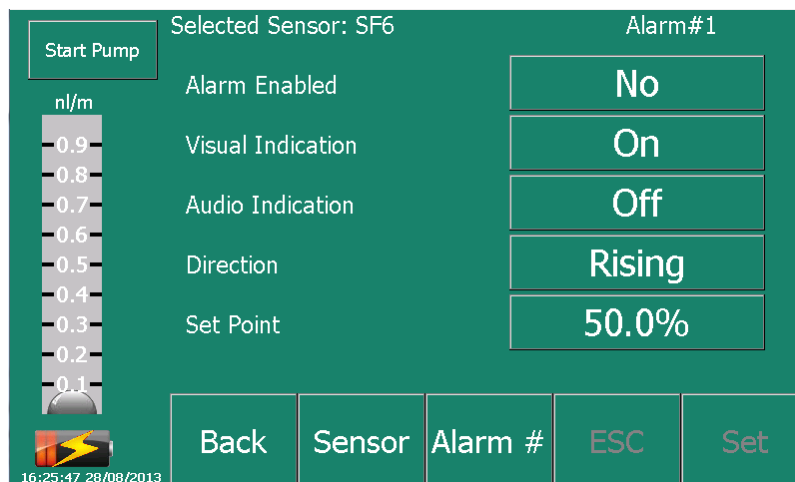 Start Pump
Selected Sensor: SF6 Alarm#1
Alarm Enabled No
nl/m
Visual Indication On
Audio Indication Off
Direction Rising
Set Point 50.0%
0.9
0.8
0.7
0.6
0.5
0.4
0.3
0.2
0.1
Back Sensor Alarm # ESC Set
16:25:47 28/08/2013